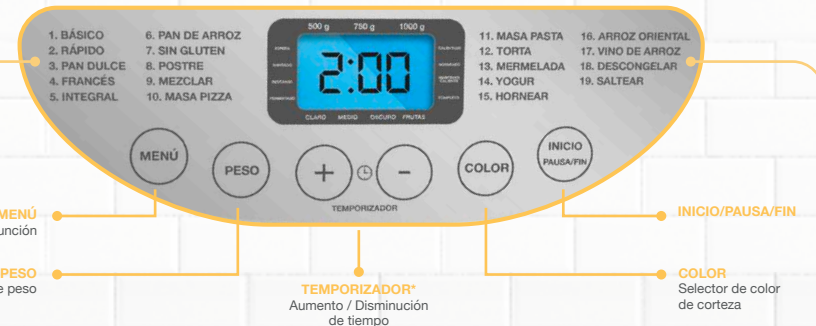 1. BÁSICO
2. RÁPIDO
3. PAN DULCE
4. FRANCÉS
5. INTEGRAL
6. PAN DE ARROZ
7. SIN GLUTEN
8. POSTRE
9. MEZCLAR
10. MASA PIZZA
500 g 750 g 1000 g
2:00
CLARO MEDIO OSCURO FRUTAS
11. MASA PASTA
12. TORTA
13. MERMELADA
14. YOGUR
15. HORNEAR
16. ARROZ ORIENTAL
17. VINO DE ARROZ
18. DESCONGELAR
19. SALTEAR
MENÚ
PESO
+
-
TEMPORIZADOR
COLOR
INICIO
PAUSA/FIN
MENÚ
unción
PESO
e peso
TEMPORIZADOR*
Aumento / Disminución
de tiempo
INICIO/PAUSA/FIN
COLOR
Selector de color
de corteza